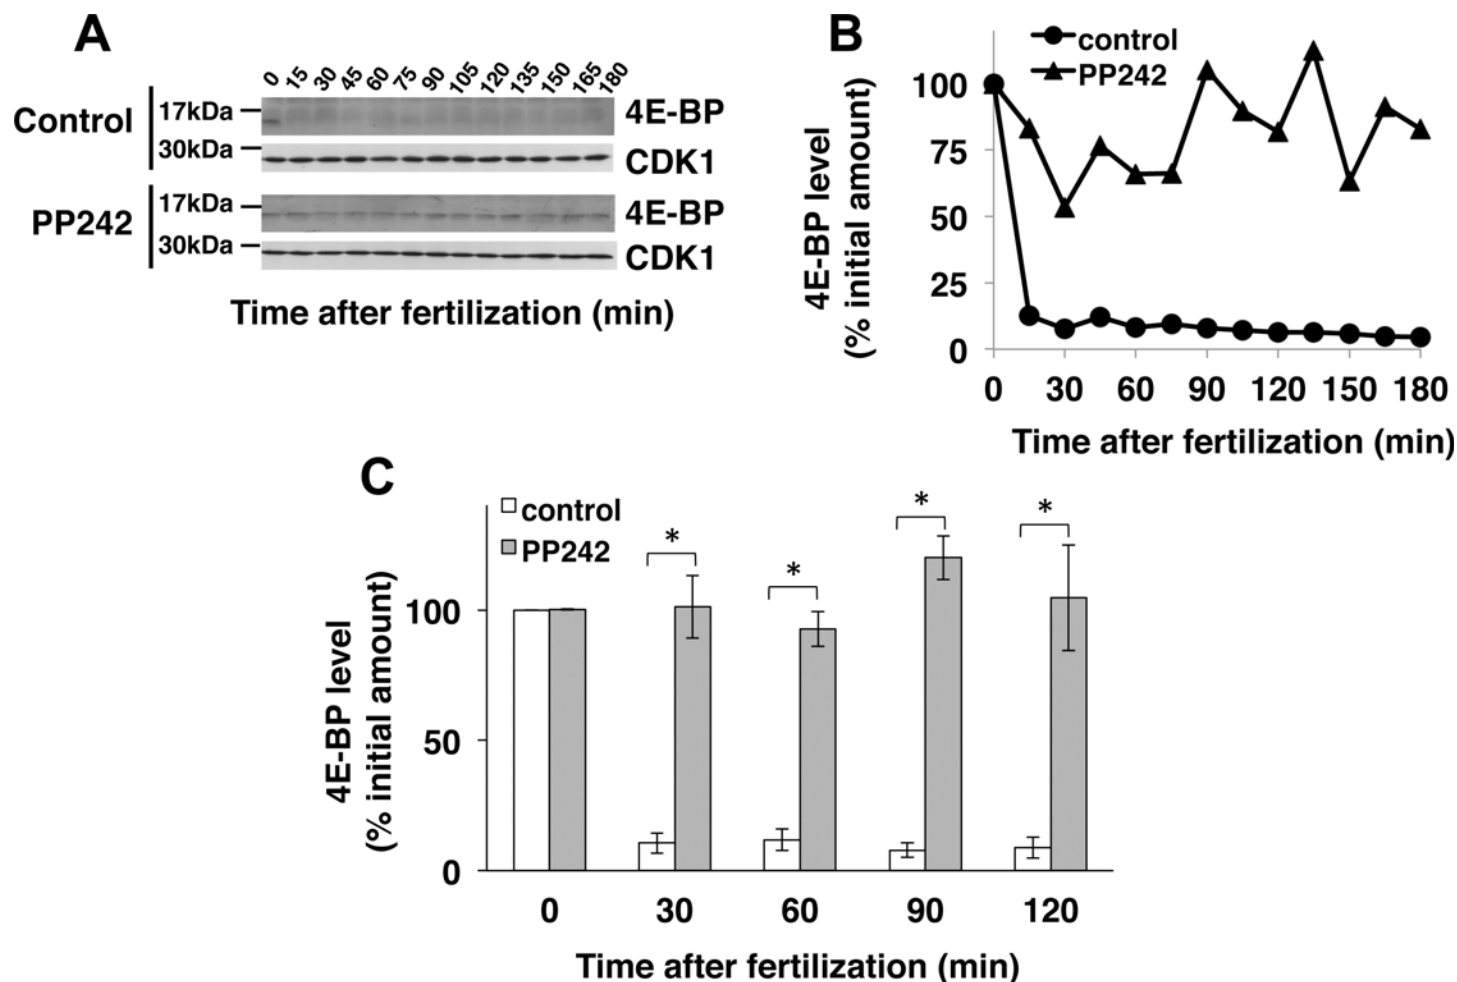 A
0 15 30 45 60 75 90 105 120 135 150 165 180
Control
17kDa
4E-BP
30kDa
CDK1
PP242
17kDa
4E-BP
30kDa
CDK1
Time after fertilization (min)
B
control
PP242
4E-BP level
(% initial amount)
100
75
50
25
0
0 30 60 90 120 150 180
Time after fertilization (min)
C
control
PP242
* * * *
4E-BP level
(% initial amount)
100
50
0
0 30 60 90 120
Time after fertilization (min)